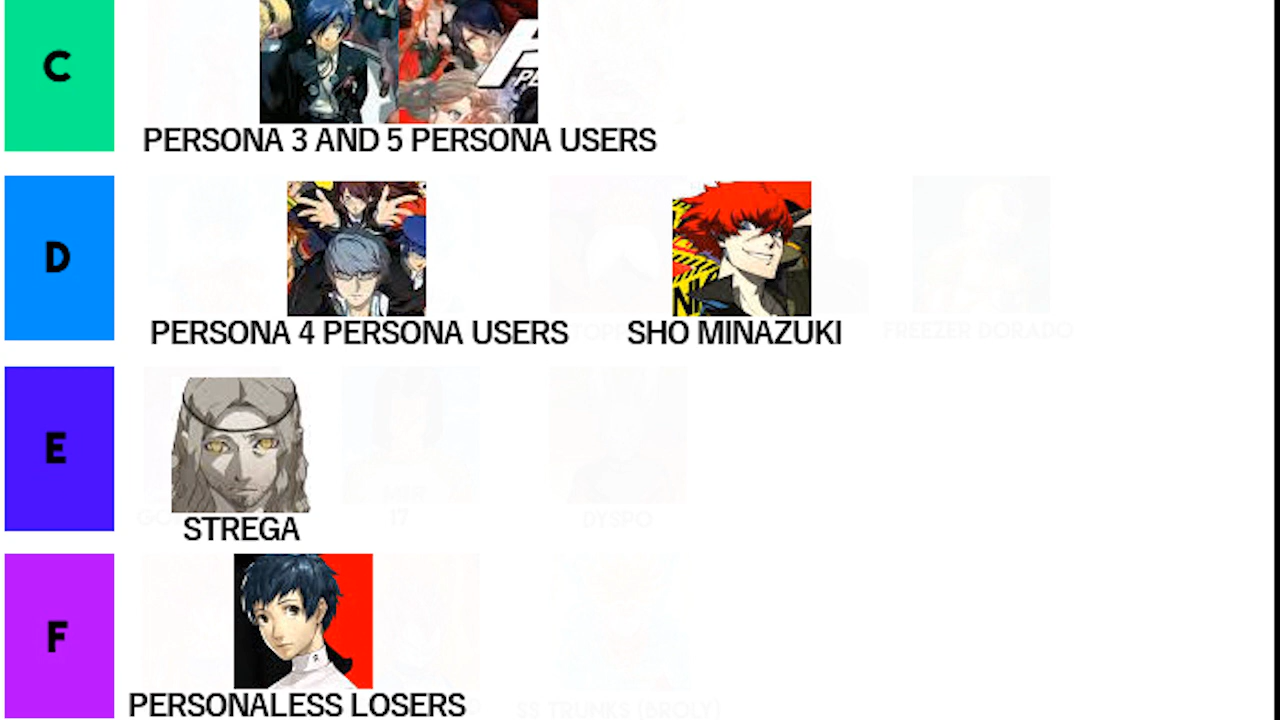 C
P
PE
PERSONA 3 AND 5 PERSONA USERS
D
PERSONA 4 PERSONA USERS
SHO MINAZUKI
FREEZER DORADO
E
STREGA
17
DYSPO
F
PERSONALESS LOSERS
SS TRUNKS (BROLY)